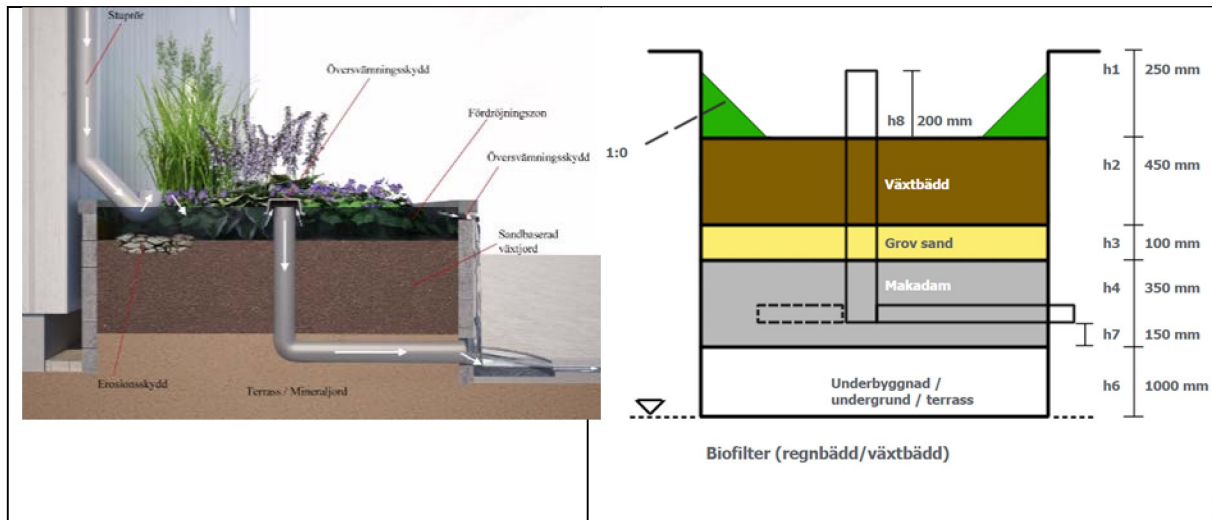 Stuprör
Översvämningsskydd
Fördröjningszon
Översvämningsskydd
Sandbaserad
växtjord
Erosionsskydd
Terrass / Mineraljord
h1 250 mm
h8 200 mm
1:0
h2 450 mm
Växtbädd
Grov sand
h3 100 mm
Makadam
h4 350 mm
h7 150 mm
Underbyggnad /
undergrund / terrass
h6 1000 mm
Biofilter (regnbädd/växtbädd)